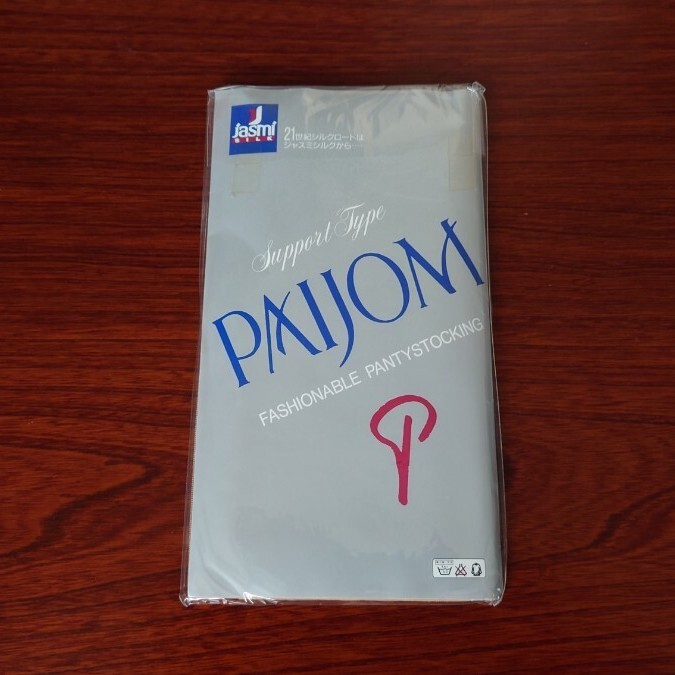 Jasmi
SILK
21世紀シルクロードは
ジャスミシルクから……
Support Type
PAIJOM
FASHIONABLE PANTYSTOCKING
P